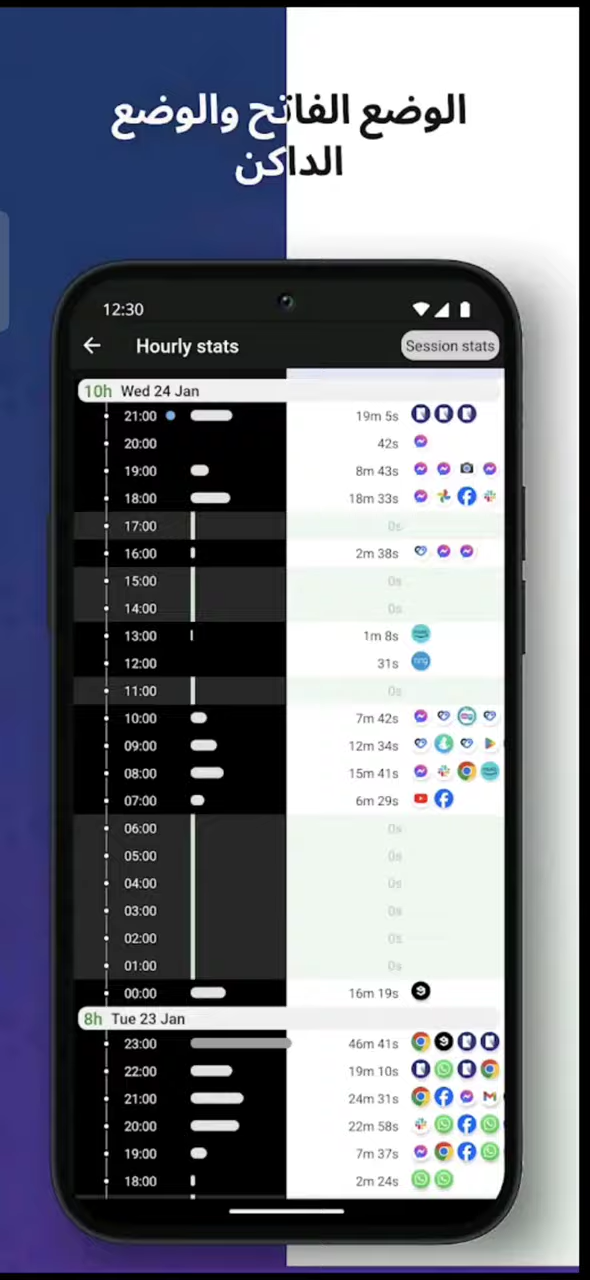 الوضع الفاتح والوضع
الداكن
12:30
Hourly stats
Session stats
10h Wed 24 Jan
21:00 19m 5s
20:00 42s
19:00 8m 43s
18:00 18m 33s
17:00 0s
16:00 2m 38s
15:00 0s
14:00 0s
13:00 1m 8s
12:00 31s
11:00 0s
10:00 7m 42s
09:00 12m 34s
08:00 15m 41s
07:00 6m 29s
06:00 0s
05:00 0s
04:00 0s
03:00 0s
02:00 0s
01:00 0s
00:00 16m 19s
8h Tue 23 Jan
23:00 46m 41s
22:00 19m 10s
21:00 24m 31s
20:00 22m 58s
19:00 7m 37s
18:00 2m 24s